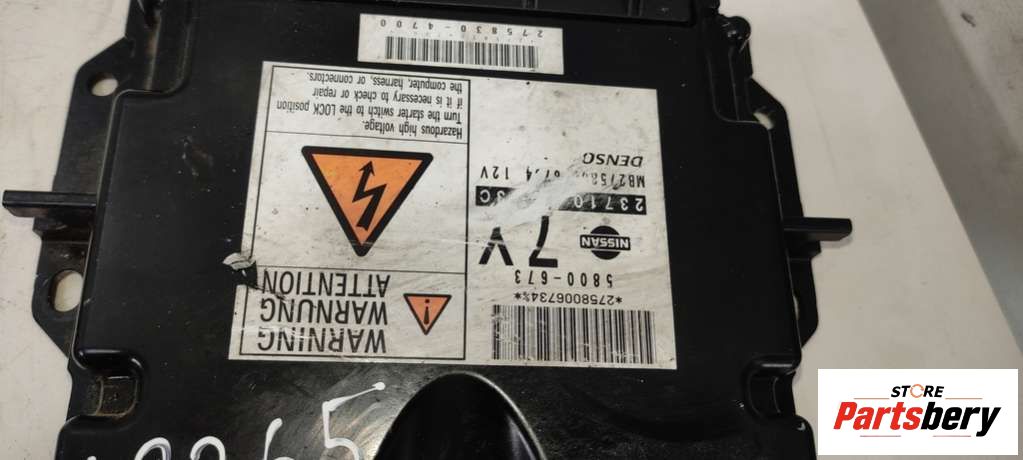 WARNING
WARNUNG
ATTENTION
Hazardous high voltage.
Turn the starter switch to the LOCK position
if it is necessary to check or repair
the computer, harness, or connectors.
*2758006734%*
5800-673
NISSAN
7V
12V
DENSO
275830-4700
STORE
Partsbery